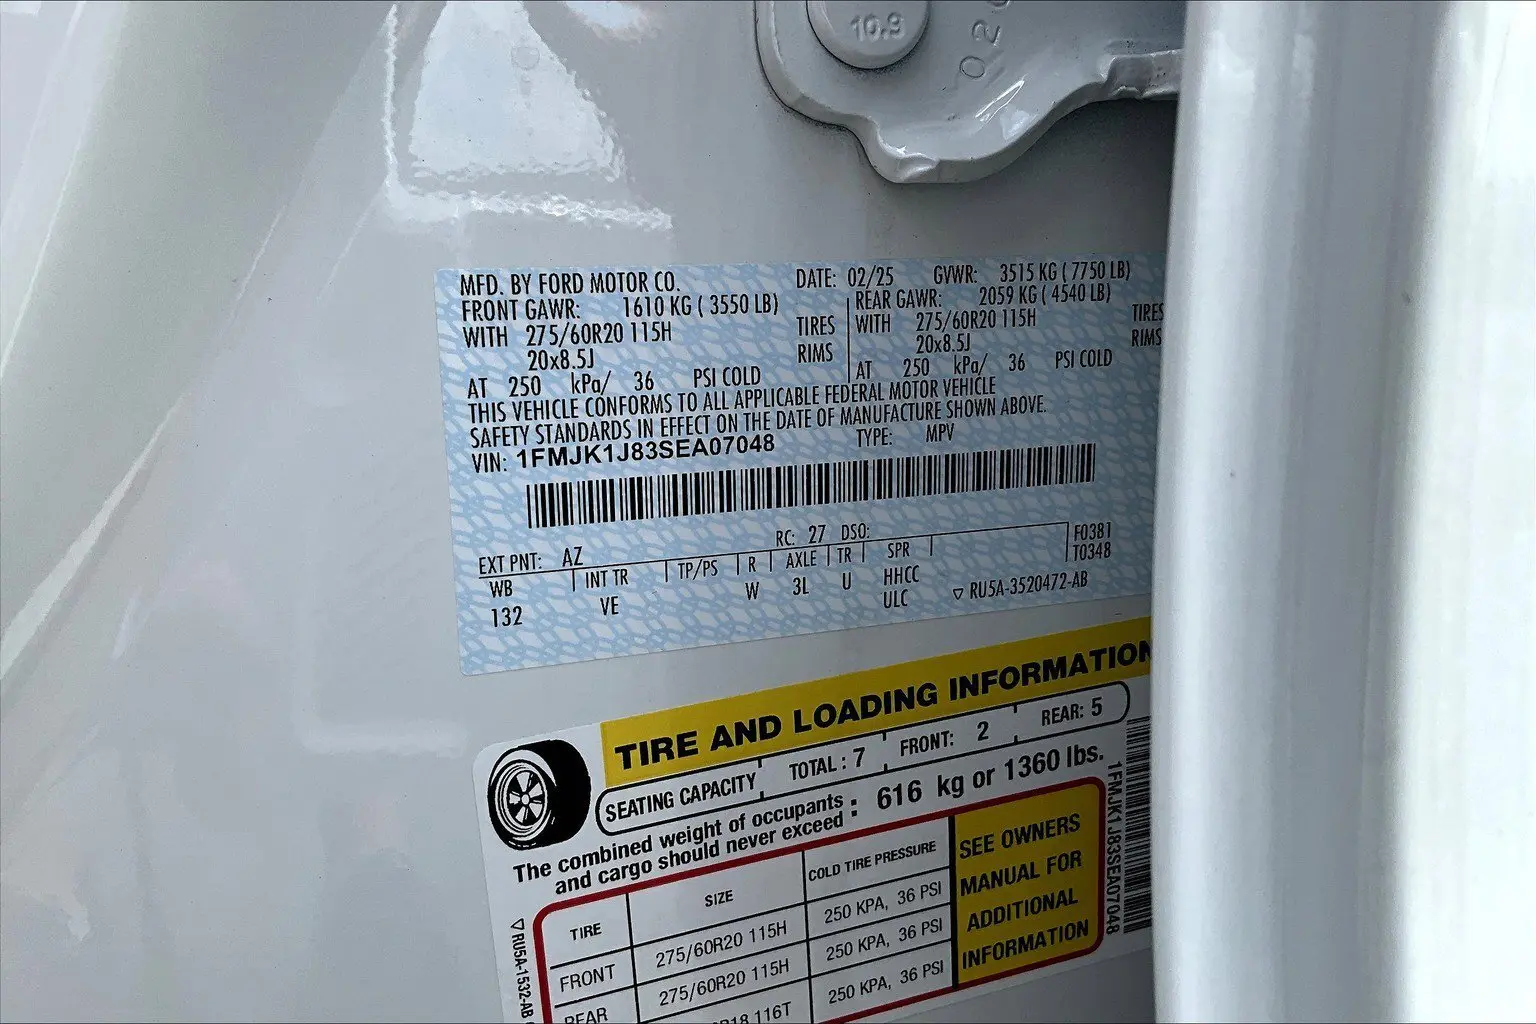 10.9
020
MFD. BY FORD MOTOR CO. DATE: 02/25 GVWR: 3515 KG ( 7750 LB)
FRONT GAWR: 1610 KG ( 3550 LB) REAR GAWR: 2059 KG ( 4540 LB)
WITH 275/60R20 115H TIRES WITH 275/60R20 115H TIRES
20x8.5J RIMS 20x8.5J RIMS
AT 250 kPa/ 36 PSI COLD AT 250 kPa/ 36 PSI COLD
THIS VEHICLE CONFORMS TO ALL APPLICABLE FEDERAL MOTOR VEHICLE
SAFETY STANDARDS IN EFFECT ON THE DATE OF MANUFACTURE SHOWN ABOVE.
VIN: 1FMJK1J83SEA07048 TYPE: MPV
EXT PNT: AZ RC: 27 DSO: F0381
WB INT TR TP/PS R AXLE TR SPR T0348
132 VE W 3L U HHCC
ULC RU5A-3520472-AB
TIRE AND LOADING INFORMATION
SEATING CAPACITY TOTAL : 7 FRONT: 2 REAR: 5
The combined weight of occupants and cargo should never exceed : 616 kg or 1360 lbs.
TIRE SIZE COLD TIRE PRESSURE
FRONT 275/60R20 115H 250 KPA, 36 PSI
REAR 275/60R20 115H 250 KPA, 36 PSI
R18 116T 250 KPA, 36 PSI
SEE OWNERS
MANUAL FOR
ADDITIONAL
INFORMATION
1FMJK1J83SEA07048
RU5A-1532-AB